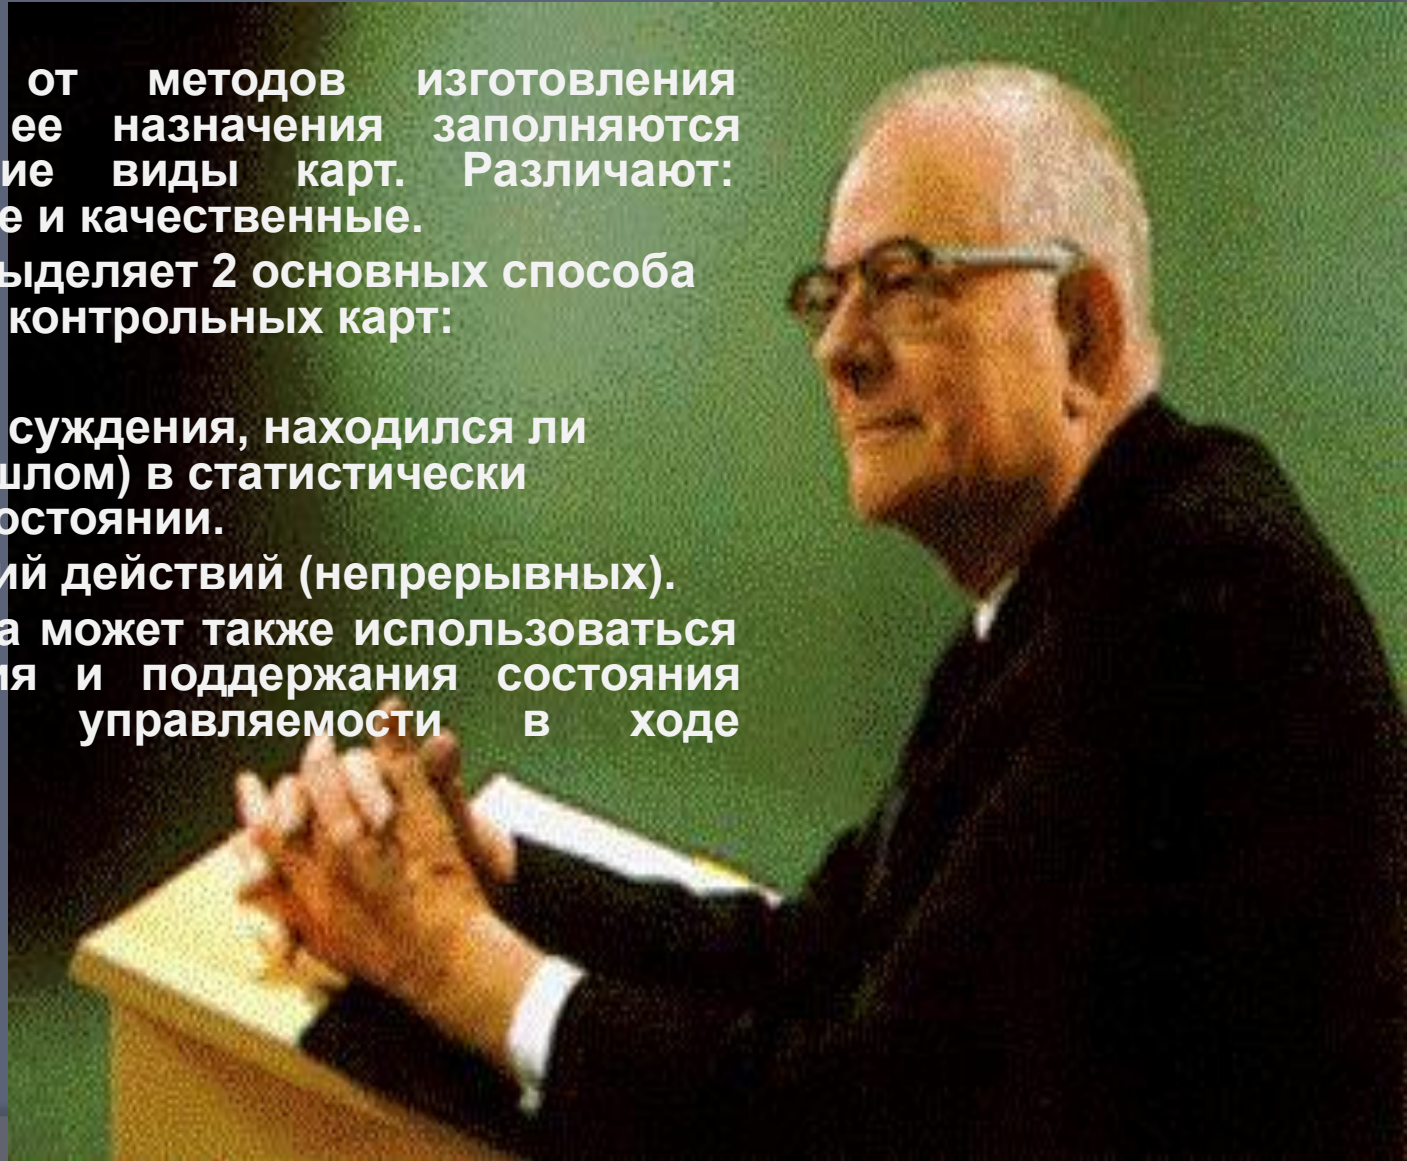 от методов изготовления
ее назначения заполняются
ие виды карт. Различают:
е и качественные.
ыделяет 2 основных способа
контрольных карт:
суждения, находился ли
шлом) в статистически
остоянии.
ий действий (непрерывных).
а может также использоваться
ия и поддержания состояния
управляемости в ходе